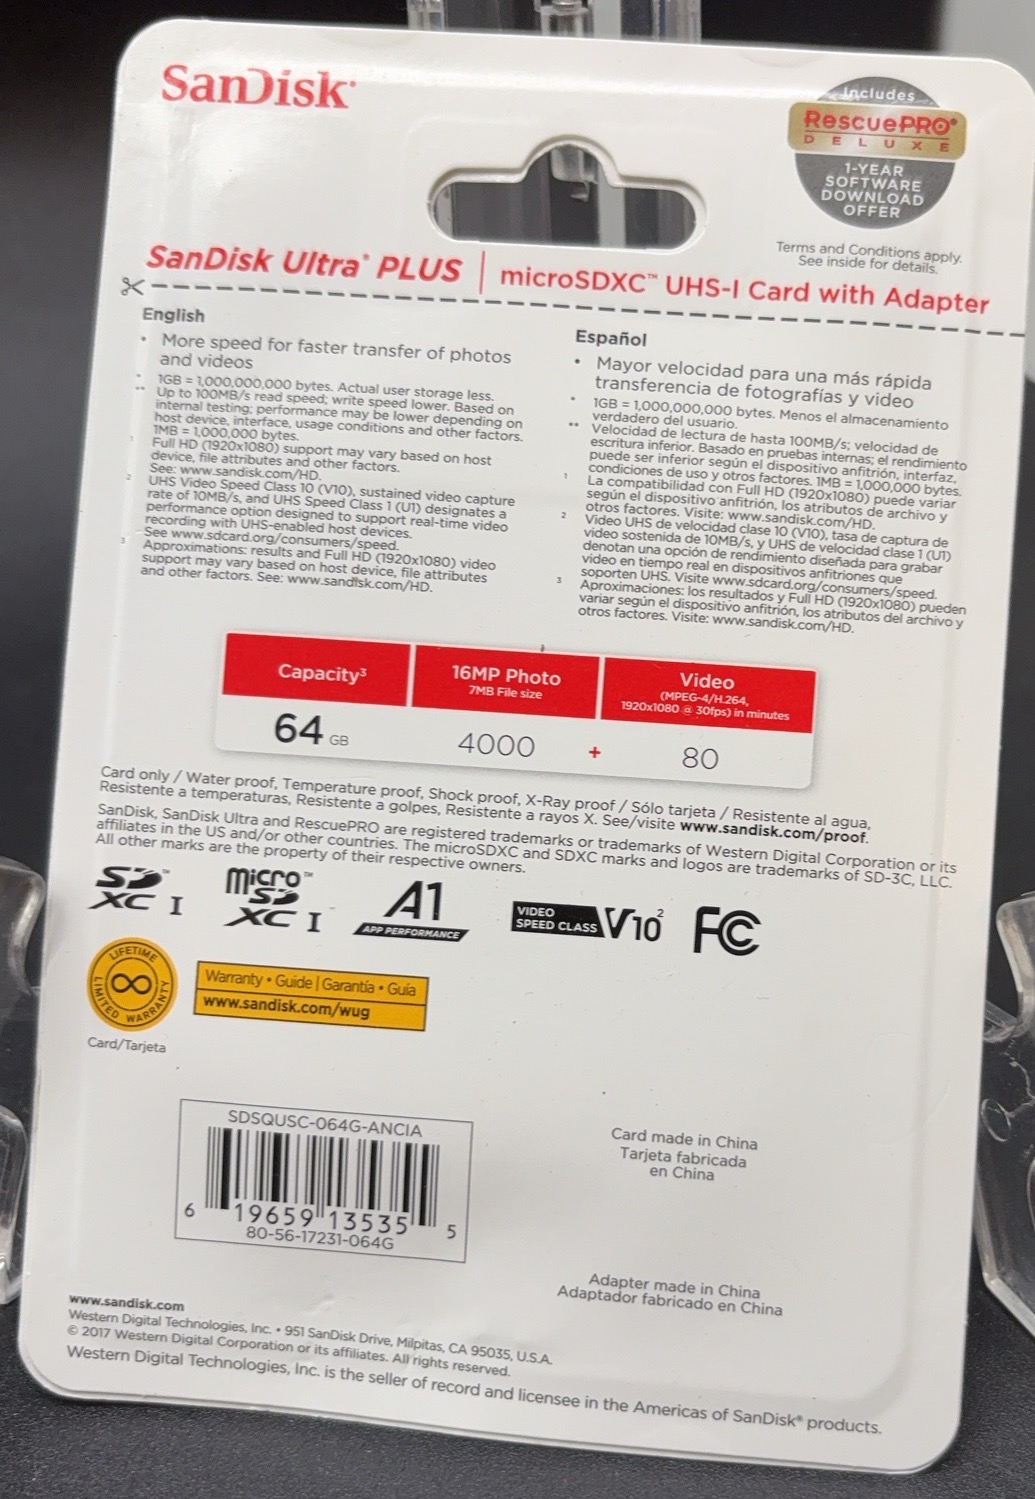 SanDisk®
Includes
RescuePRO®
DELUXE
1-YEAR
SOFTWARE
DOWNLOAD
OFFER
Terms and Conditions apply.
See inside for details.
SanDisk Ultra® PLUS | microSDXC™ UHS-I Card with Adapter
English
• More speed for faster transfer of photos
and videos
* 1GB = 1,000,000,000 bytes. Actual user storage less.
** Up to 100MB/s read speed; write speed lower. Based on
internal testing; performance may be lower depending on
host device, interface, usage conditions and other factors.
1MB = 1,000,000 bytes.
1 Full HD (1920x1080) support may vary based on host
device, file attributes and other factors.
See: www.sandisk.com/HD.
2 UHS Video Speed Class 10 (V10), sustained video capture
rate of 10MB/s, and UHS Speed Class 1 (U1) designates a
performance option designed to support real-time video
recording with UHS-enabled host devices.
See www.sdcard.org/consumers/speed.
3 Approximations: results and Full HD (1920x1080) video
support may vary based on host device, file attributes
and other factors. See: www.sandisk.com/HD.
Español
• Mayor velocidad para una más rápida
transferencia de fotografías y video
* 1GB = 1,000,000,000 bytes. Menos el almacenamiento
verdadero del usuario.
** Velocidad de lectura de hasta 100MB/s; velocidad de
escritura inferior. Basado en pruebas internas; el rendimiento
puede ser inferior según el dispositivo anfitrión, interfaz,
condiciones de uso y otros factores. 1MB = 1,000,000 bytes.
1 La compatibilidad con Full HD (1920x1080) puede variar
según el dispositivo anfitrión, los atributos de archivo y
otros factores. Visite: www.sandisk.com/HD.
2 Video UHS de velocidad clase 10 (V10), tasa de captura de
video sostenida de 10MB/s, y UHS de velocidad clase 1 (U1)
denotan una opción de rendimiento diseñada para grabar
video en tiempo real en dispositivos anfitriones que
soporten UHS. Visite www.sdcard.org/consumers/speed.
3 Aproximaciones: los resultados y Full HD (1920x1080) pueden
variar según el dispositivo anfitrión, los atributos del archivo y
otros factores. Visite: www.sandisk.com/HD.
Capacity³
16MP Photo
7MB File size
Video
(MPEG-4/H.264,
1920x1080 @ 30fps) in minutes
64 GB
4000 + 80
Card only / Water proof, Temperature proof, Shock proof, X-Ray proof / Sólo tarjeta / Resistente al agua,
Resistente a temperaturas, Resistente a golpes, Resistente a rayos X. See/visite www.sandisk.com/proof.
SanDisk, SanDisk Ultra and RescuePRO are registered trademarks or trademarks of Western Digital Corporation or its
affiliates in the US and/or other countries. The microSDXC and SDXC marks and logos are trademarks of SD-3C, LLC.
All other marks are the property of their respective owners.
SD™
XC I
micro™
SD
XC I
A1
APP PERFORMANCE
VIDEO
SPEED CLASS
V10²
FC
LIFETIME
LIMITED WARRANTY
Card/Tarjeta
Warranty • Guide | Garantía • Guía
www.sandisk.com/wug
SDSQUSC-064G-ANCIA
6 19659 13535 5
80-56-17231-064G
Card made in China
Tarjeta fabricada
en China
Adapter made in China
Adaptador fabricado en China
www.sandisk.com
Western Digital Technologies, Inc. • 951 SanDisk Drive, Milpitas, CA 95035, U.S.A.
© 2017 Western Digital Corporation or its affiliates. All rights reserved.
Western Digital Technologies, Inc. is the seller of record and licensee in the Americas of SanDisk® products.